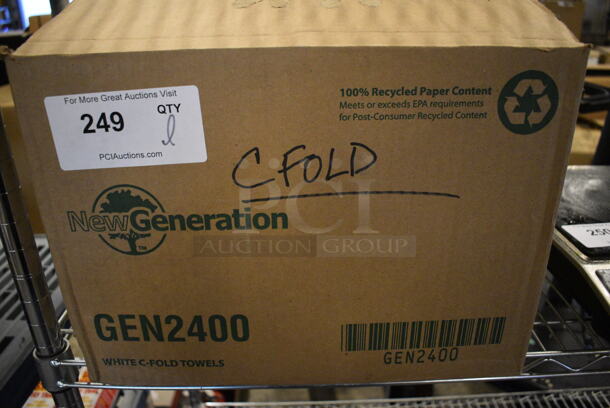 For More Great Auctions Visit
249
QTY
PCIAuctions.com
100% Recycled Paper Content
Meets or exceeds EPA requirements
for Post-Consumer Recycled Content
C FOLD
PCI
AUCTION GROUP
NewGeneration
TM
GEN2400
WHITE C-FOLD TOWELS
GEN2400